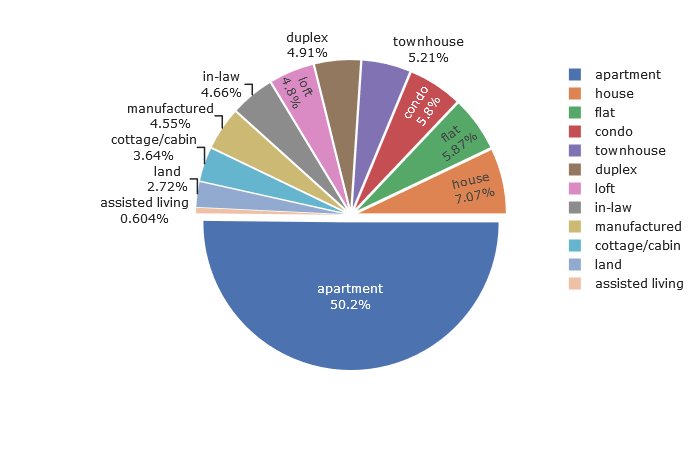 duplex
4.91%
townhouse
5.21%
in-law
4.66%
loft
4.8%
condo
5.8%
manufactured
4.55%
flat
5.87%
cottage/cabin
3.64%
land
2.72%
house
7.07%
assisted living
0.604%
apartment
50.2%
apartment
house
flat
condo
townhouse
duplex
loft
in-law
manufactured
cottage/cabin
land
assisted living